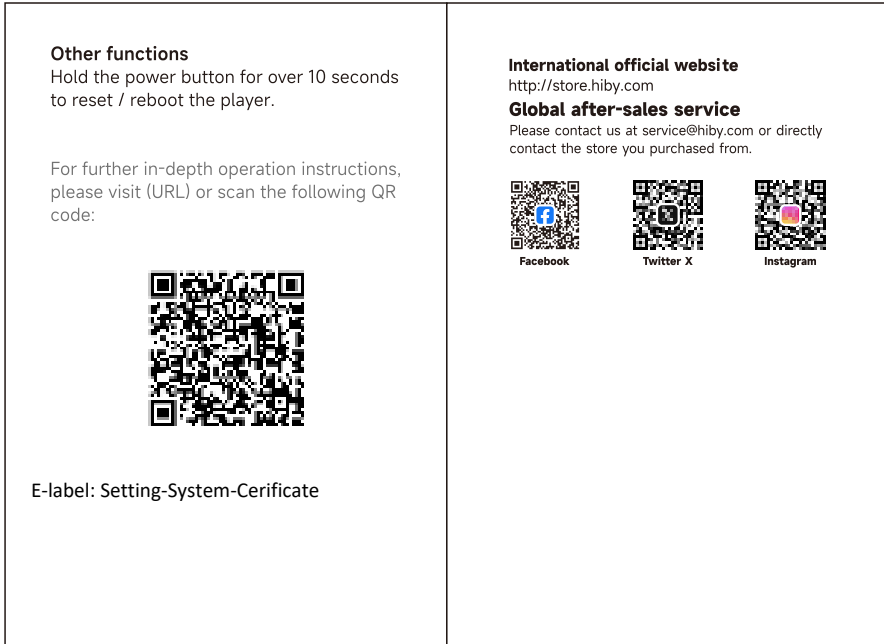 Other functions
Hold the power button for over 10 seconds
to reset / reboot the player.
For further in-depth operation instructions,
please visit (URL) or scan the following QR
code:
E-label: Setting-System-Cerificate
International official website
http://store.hiby.com
Global after-sales service
Please contact us at service@hiby.com or directly
contact the store you purchased from.
Facebook
Twitter X
Instagram